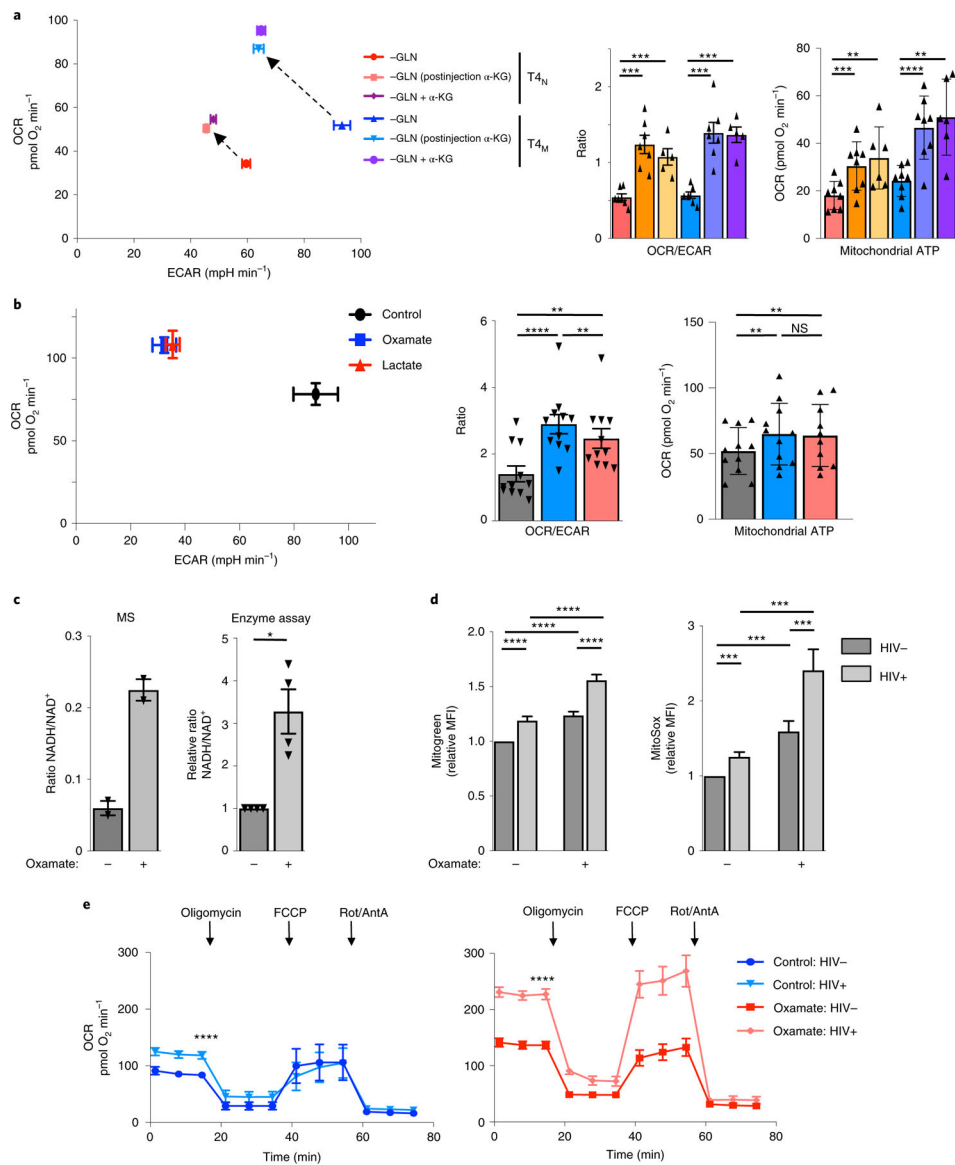 a
100
80
60
40
20
0
OCR
pmol O₂ min⁻¹
0 20 40 60 80 100
ECAR (mpH min⁻¹)
–GLN
–GLN (postinjection α-KG)
–GLN + α-KG
T4N
–GLN
–GLN (postinjection α-KG)
–GLN + α-KG
T4M
*** ***
*** ***
2
1
0
Ratio
OCR/ECAR
** **
*** ****
80
60
40
20
0
OCR (pmol O₂ min⁻¹)
Mitochondrial ATP
b
100
50
0
OCR
pmol O₂ min⁻¹
0 20 40 60 80 100
ECAR (mpH min⁻¹)
Control
Oxamate
Lactate
**
**** **
6
4
2
0
Ratio
OCR/ECAR
**
** NS
150
100
50
0
OCR (pmol O₂ min⁻¹)
Mitochondrial ATP
c
MS
0.3
0.2
0.1
0
Ratio NADH/NAD⁺
Oxamate: – +
Enzyme assay
*
5
4
3
2
1
0
Relative ratio
NADH/NAD⁺
– +
d
****
****
**** ****
2.0
1.5
1.0
0.5
0
Mitogreen
(relative MFI)
Oxamate: – +
***
***
*** ***
3
2
1
0
MitoSox
(relative MFI)
– +
HIV–
HIV+
e
Oligomycin FCCP Rot/AntA
300
200
100
0
OCR
pmol O₂ min⁻¹
****
0 20 40 60 80
Time (min)
Oligomycin FCCP Rot/AntA
300
200
100
0
****
0 20 40 60 80
Time (min)
Control: HIV–
Control: HIV+
Oxamate: HIV–
Oxamate: HIV+